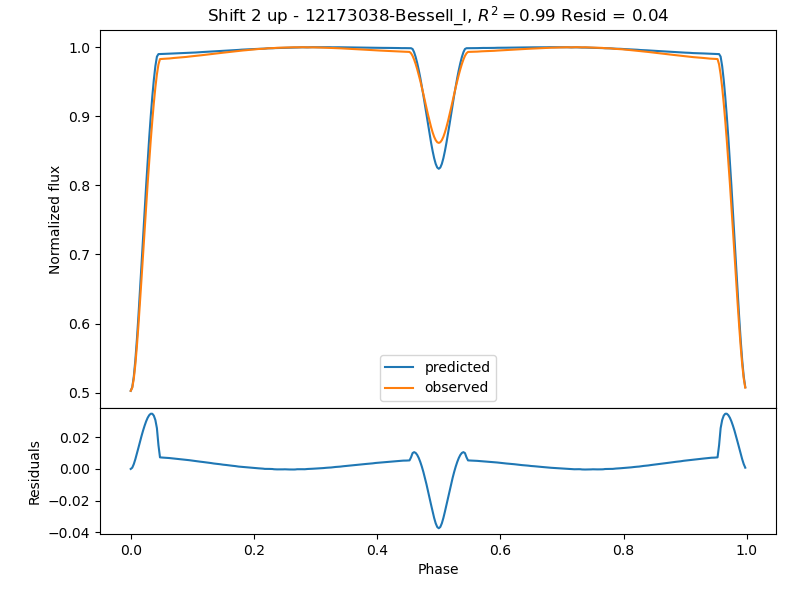 Shift 2 up - 12173038-Bessell_I, R² = 0.99 Resid = 0.04
Normalized flux
1.0
0.9
0.8
0.7
0.6
0.5
predicted
observed
Residuals
0.02
0.00
−0.02
−0.04
0.0 0.2 0.4 0.6 0.8 1.0
Phase